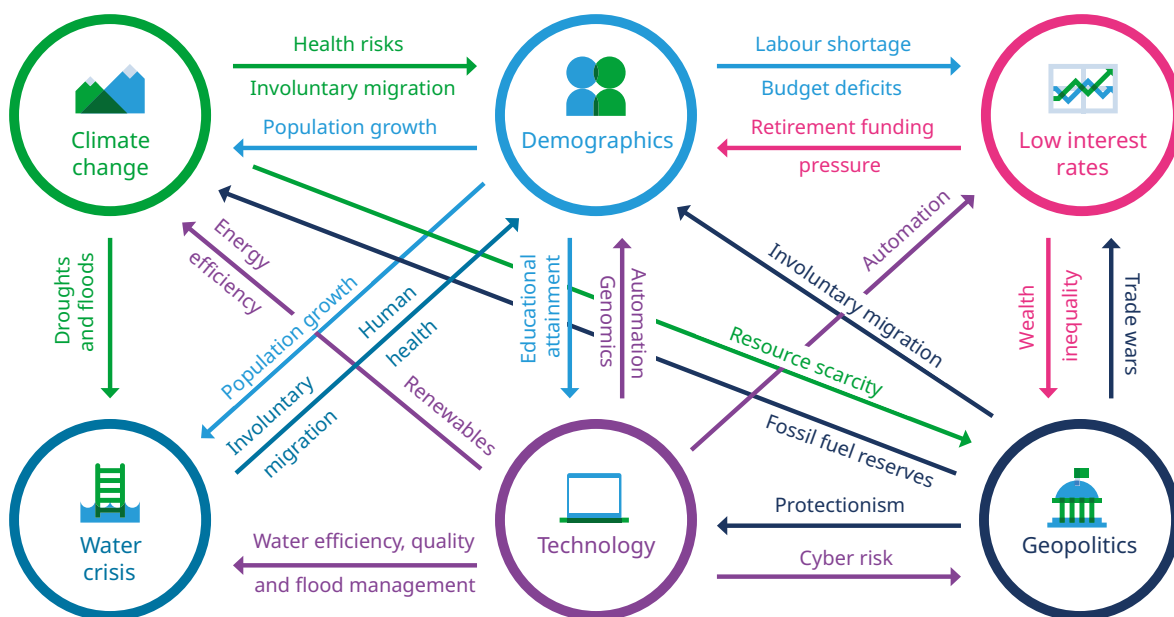 Health risks
Involuntary migration
Population growth
Labour shortage
Budget deficits
Retirement funding
pressure
Climate
change
Demographics
Low interest
rates
Energy
efficiency
Droughts
and floods
Population growth
Human
health
Involuntary
migration
Renewables
Educational
attainment
Automation
Genomics
Automation
Involuntary migration
Resource scarcity
Fossil fuel reserves
Wealth
inequality
Trade wars
Water
crisis
Water efficiency, quality
and flood management
Technology
Protectionism
Cyber risk
Geopolitics